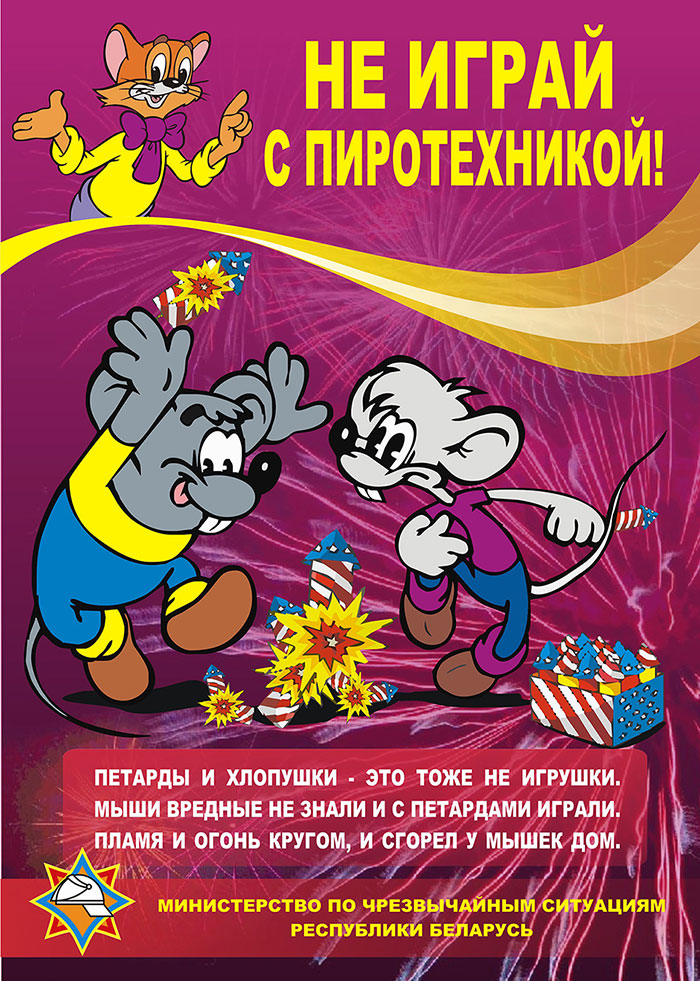 НЕ ИГРАЙ
С ПИРОТЕХНИКОЙ!
ПЕТАРДЫ И ХЛОПУШКИ - ЭТО ТОЖЕ НЕ ИГРУШКИ.
МЫШИ ВРЕДНЫЕ НЕ ЗНАЛИ И С ПЕТАРДАМИ ИГРАЛИ.
ПЛАМЯ И ОГОНЬ КРУГОМ, И СГОРЕЛ У МЫШЕК ДОМ.
МИНИСТЕРСТВО ПО ЧРЕЗВЫЧАЙНЫМ СИТУАЦИЯМ
РЕСПУБЛИКИ БЕЛАРУСЬ